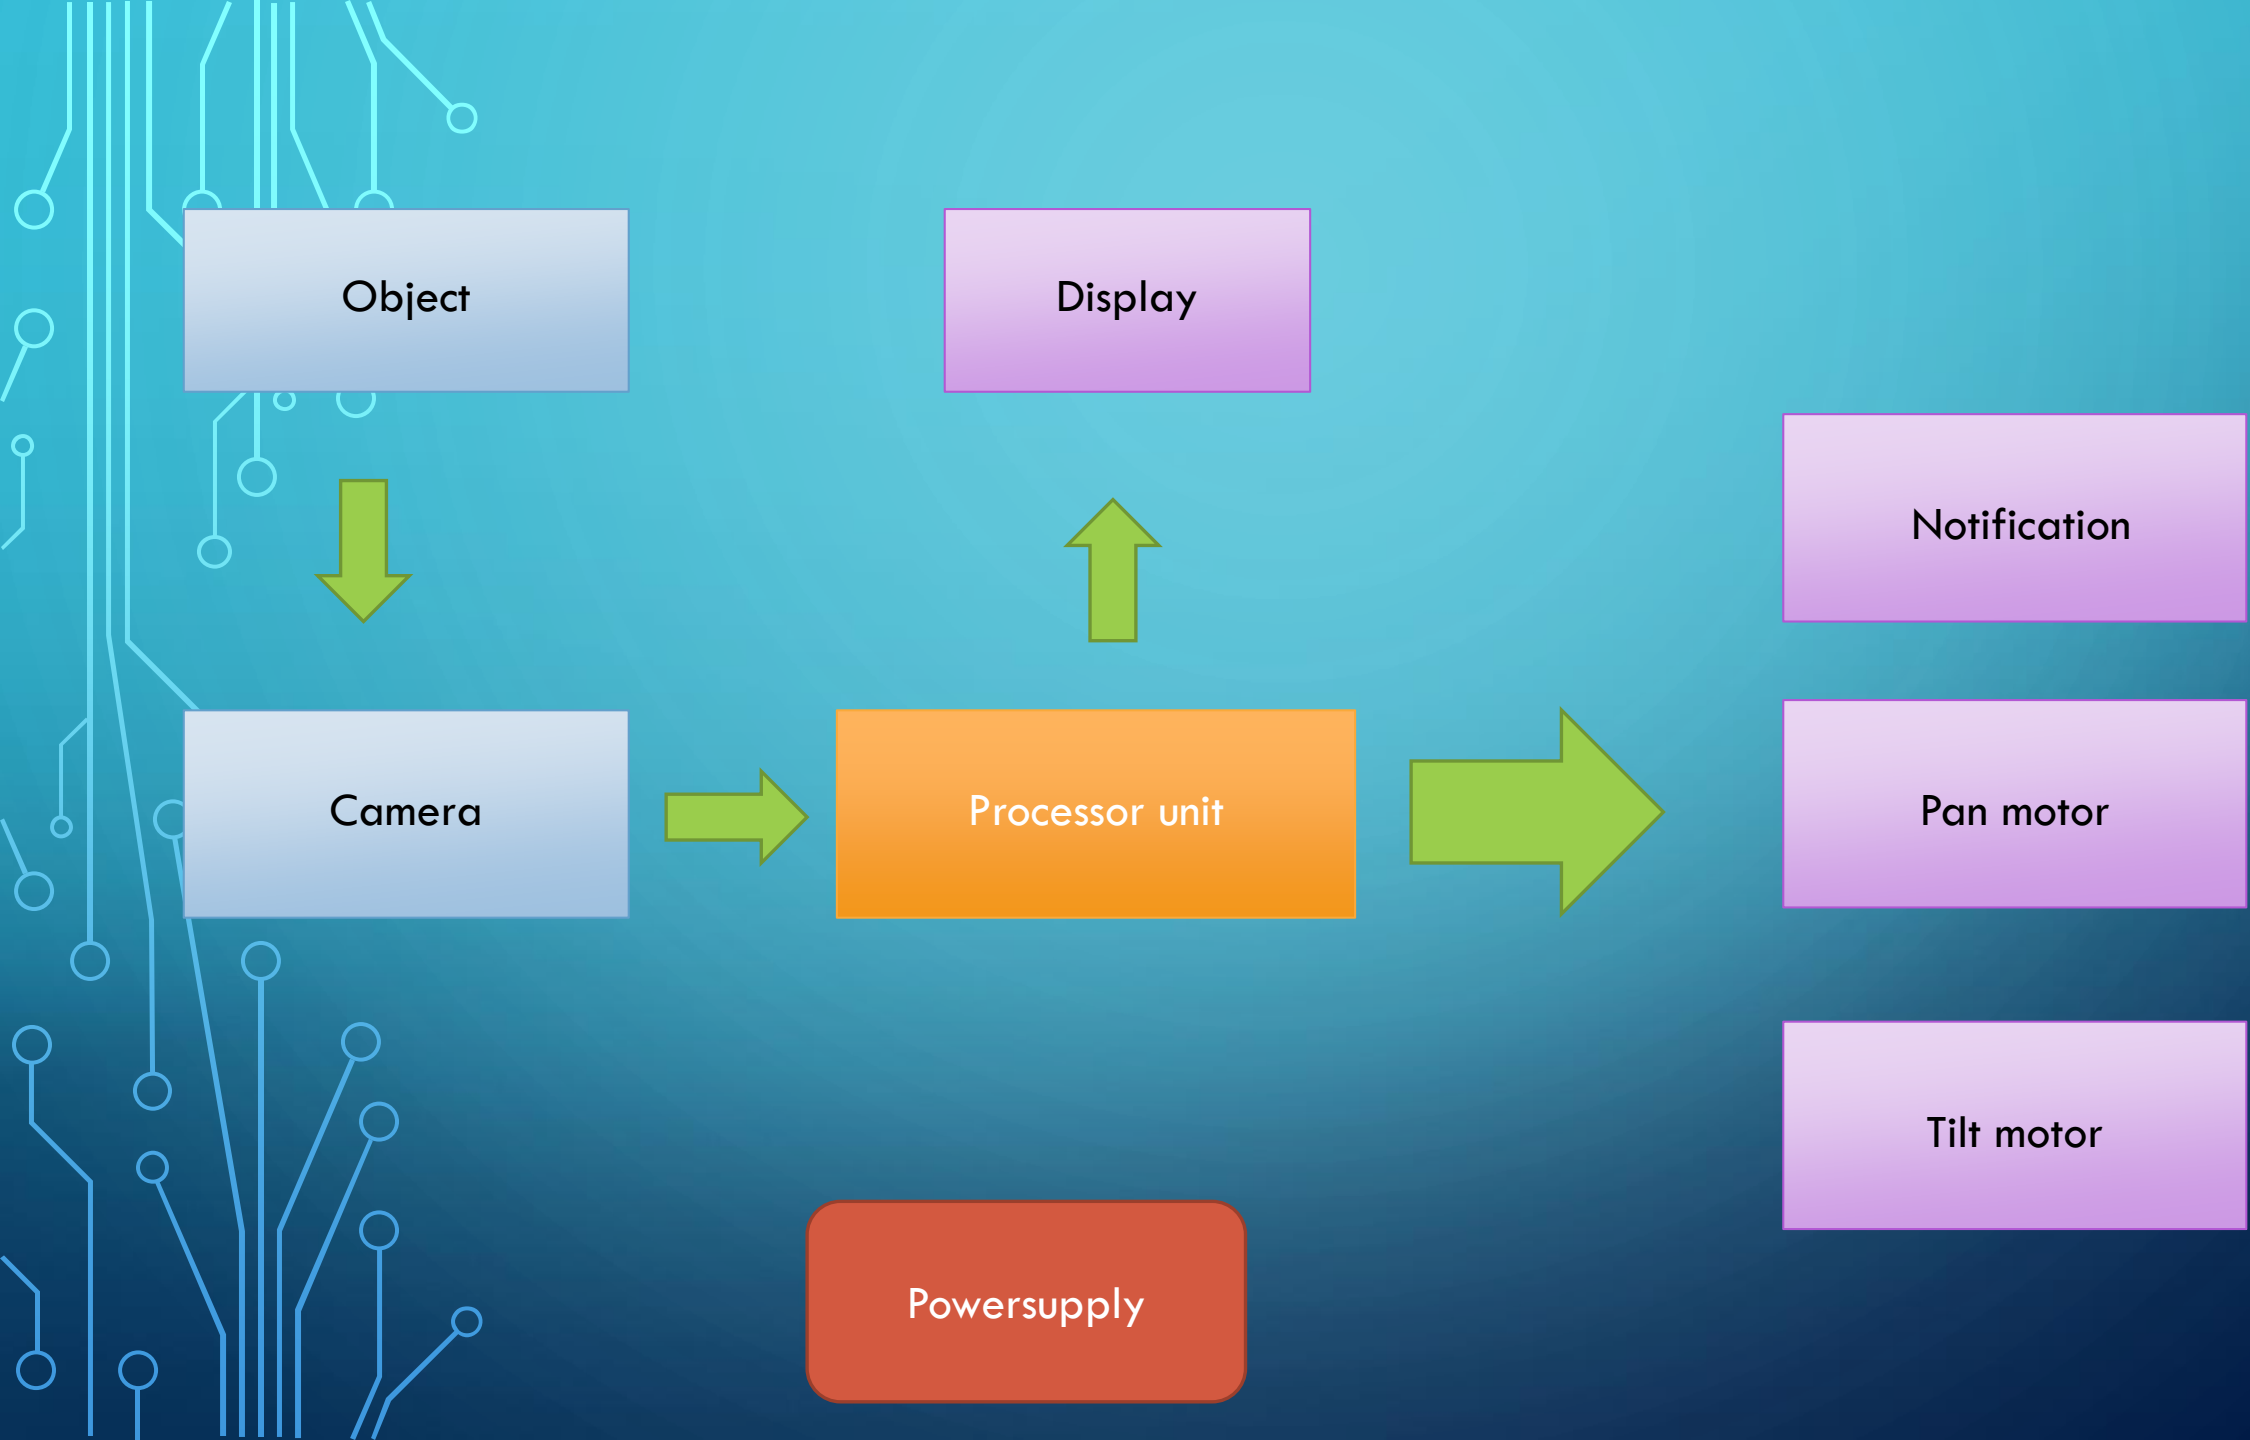 Object
Display
Notification
Camera
Processor unit
Pan motor
Tilt motor
Powersupply